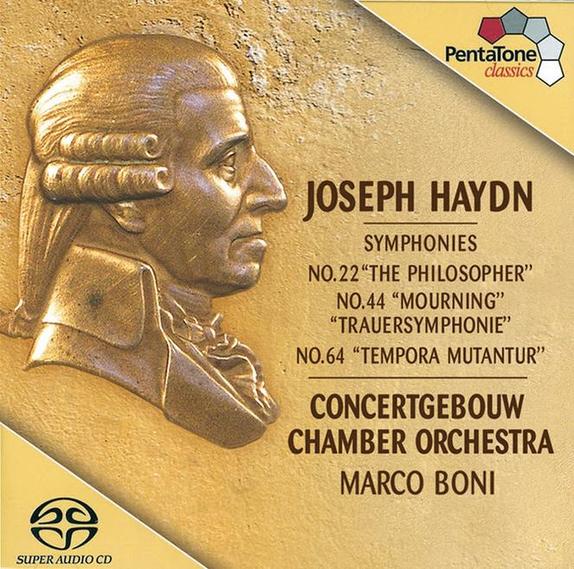 PentaTone
classics
JOSEPH HAYDN
SYMPHONIES
NO.22 “THE PHILOSOPHER”
NO.44 “MOURNING”
“TRAUERSYMPHONIE”
NO.64 “TEMPORA MUTANTUR”
CONCERTGEBOUW
CHAMBER ORCHESTRA
MARCO BONI
SUPER AUDIO CD